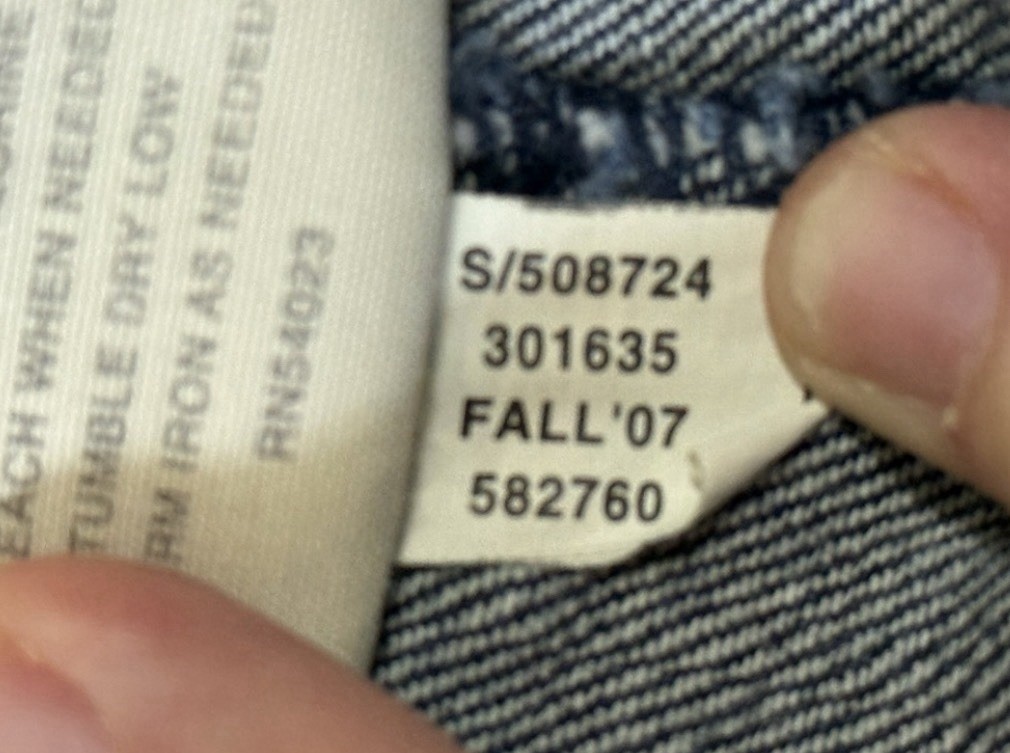 EACH WHEN NEEDED
TUMBLE DRY LOW
RM IRON AS NEEDED
RN54023
S/508724
301635
FALL'07
582760